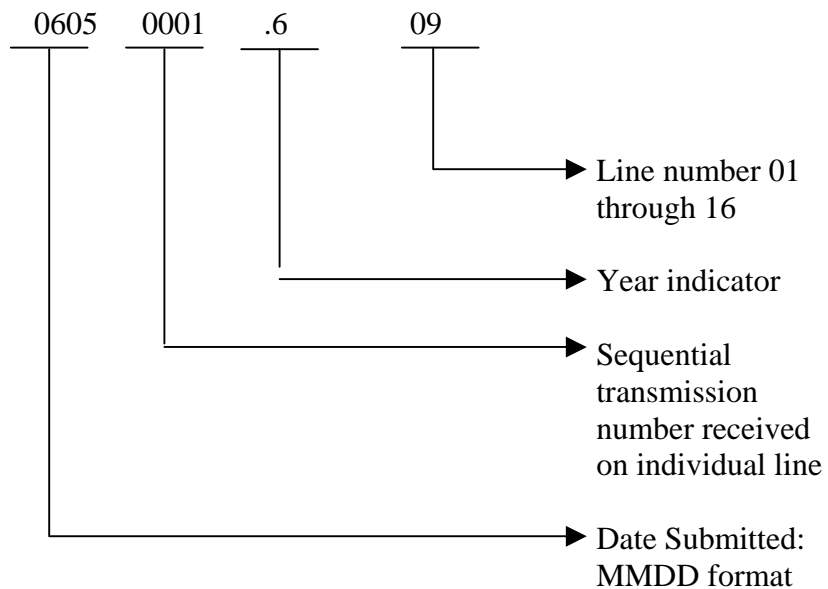 0605 0001 .6 09
Line number 01
through 16
Year indicator
Sequential
transmission
number received
on individual line
Date Submitted:
MMDD format